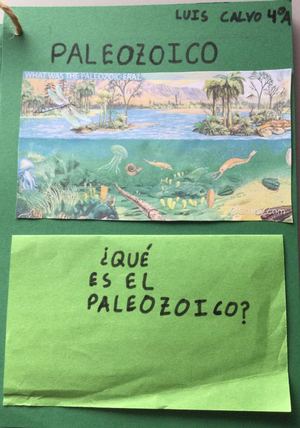 LUIS CALVO 4ºA
PALEOZOICO
WHAT WAS THE PALEOZOIC ERA?
¿QUÉ
ES EL
PALEOZOICO?